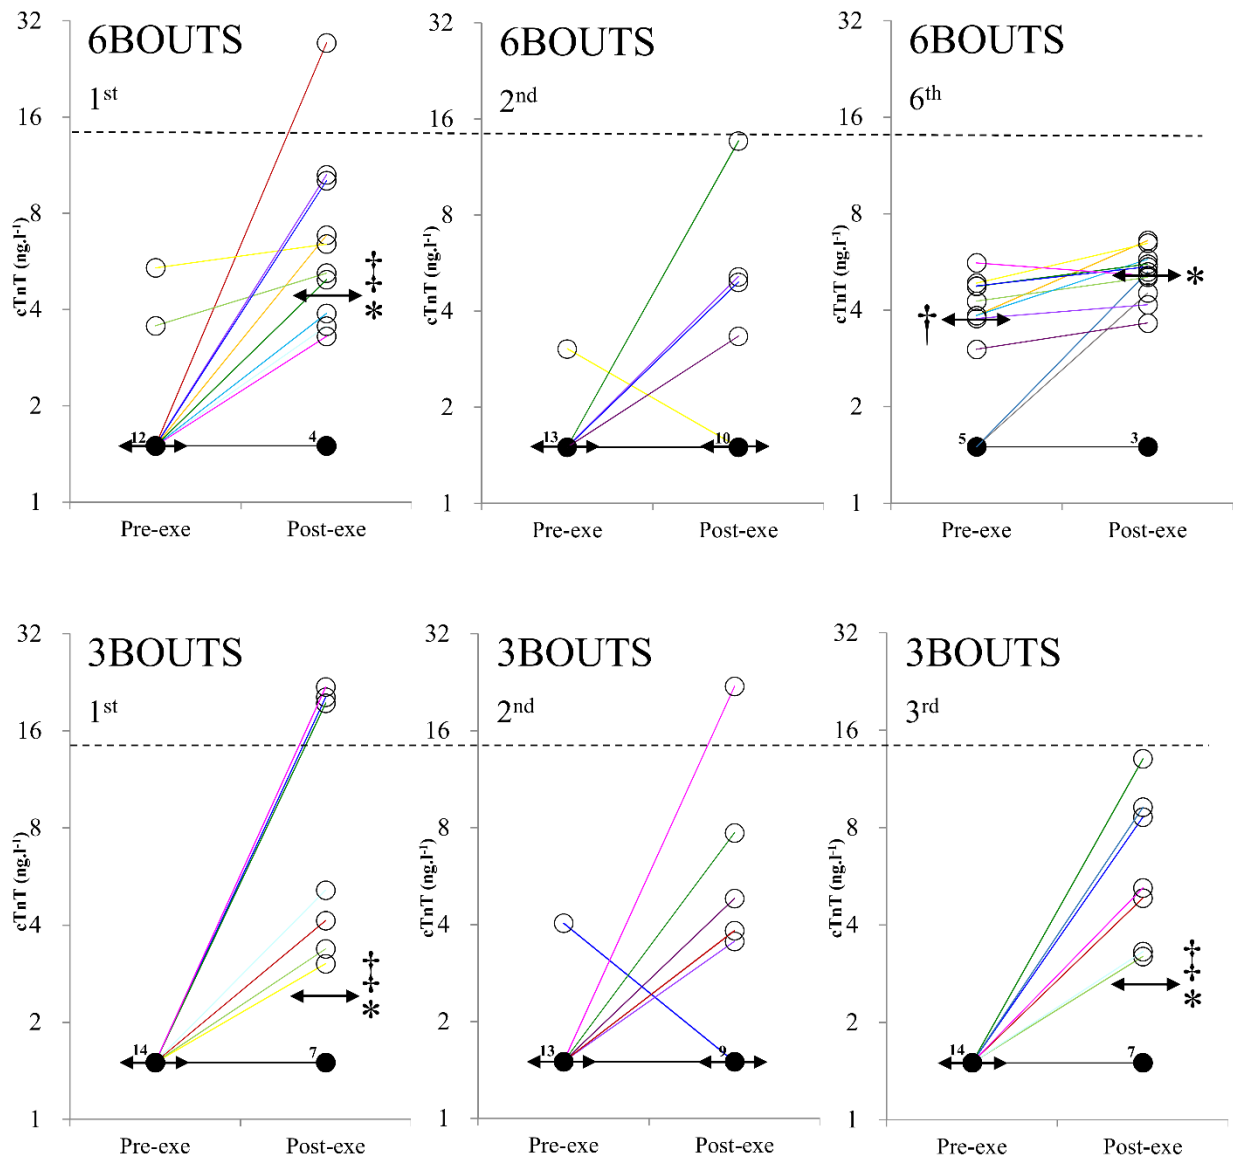 6BOUTS
1st
32
16
8
4
2
1
cTnT (ng.l-1)
12
4
‡
*
Pre-exe Post-exe
6BOUTS
2nd
32
16
8
4
2
1
cTnT (ng.l-1)
13
10
Pre-exe Post-exe
6BOUTS
6th
32
16
8
4
2
1
cTnT (ng.l-1)
†
*
5
3
Pre-exe Post-exe
3BOUTS
1st
32
16
8
4
2
1
cTnT (ng.l-1)
14
7
‡
*
Pre-exe Post-exe
3BOUTS
2nd
32
16
8
4
2
1
cTnT (ng.l-1)
13
9
Pre-exe Post-exe
3BOUTS
3rd
32
16
8
4
2
1
cTnT (ng.l-1)
14
7
‡
*
Pre-exe Post-exe